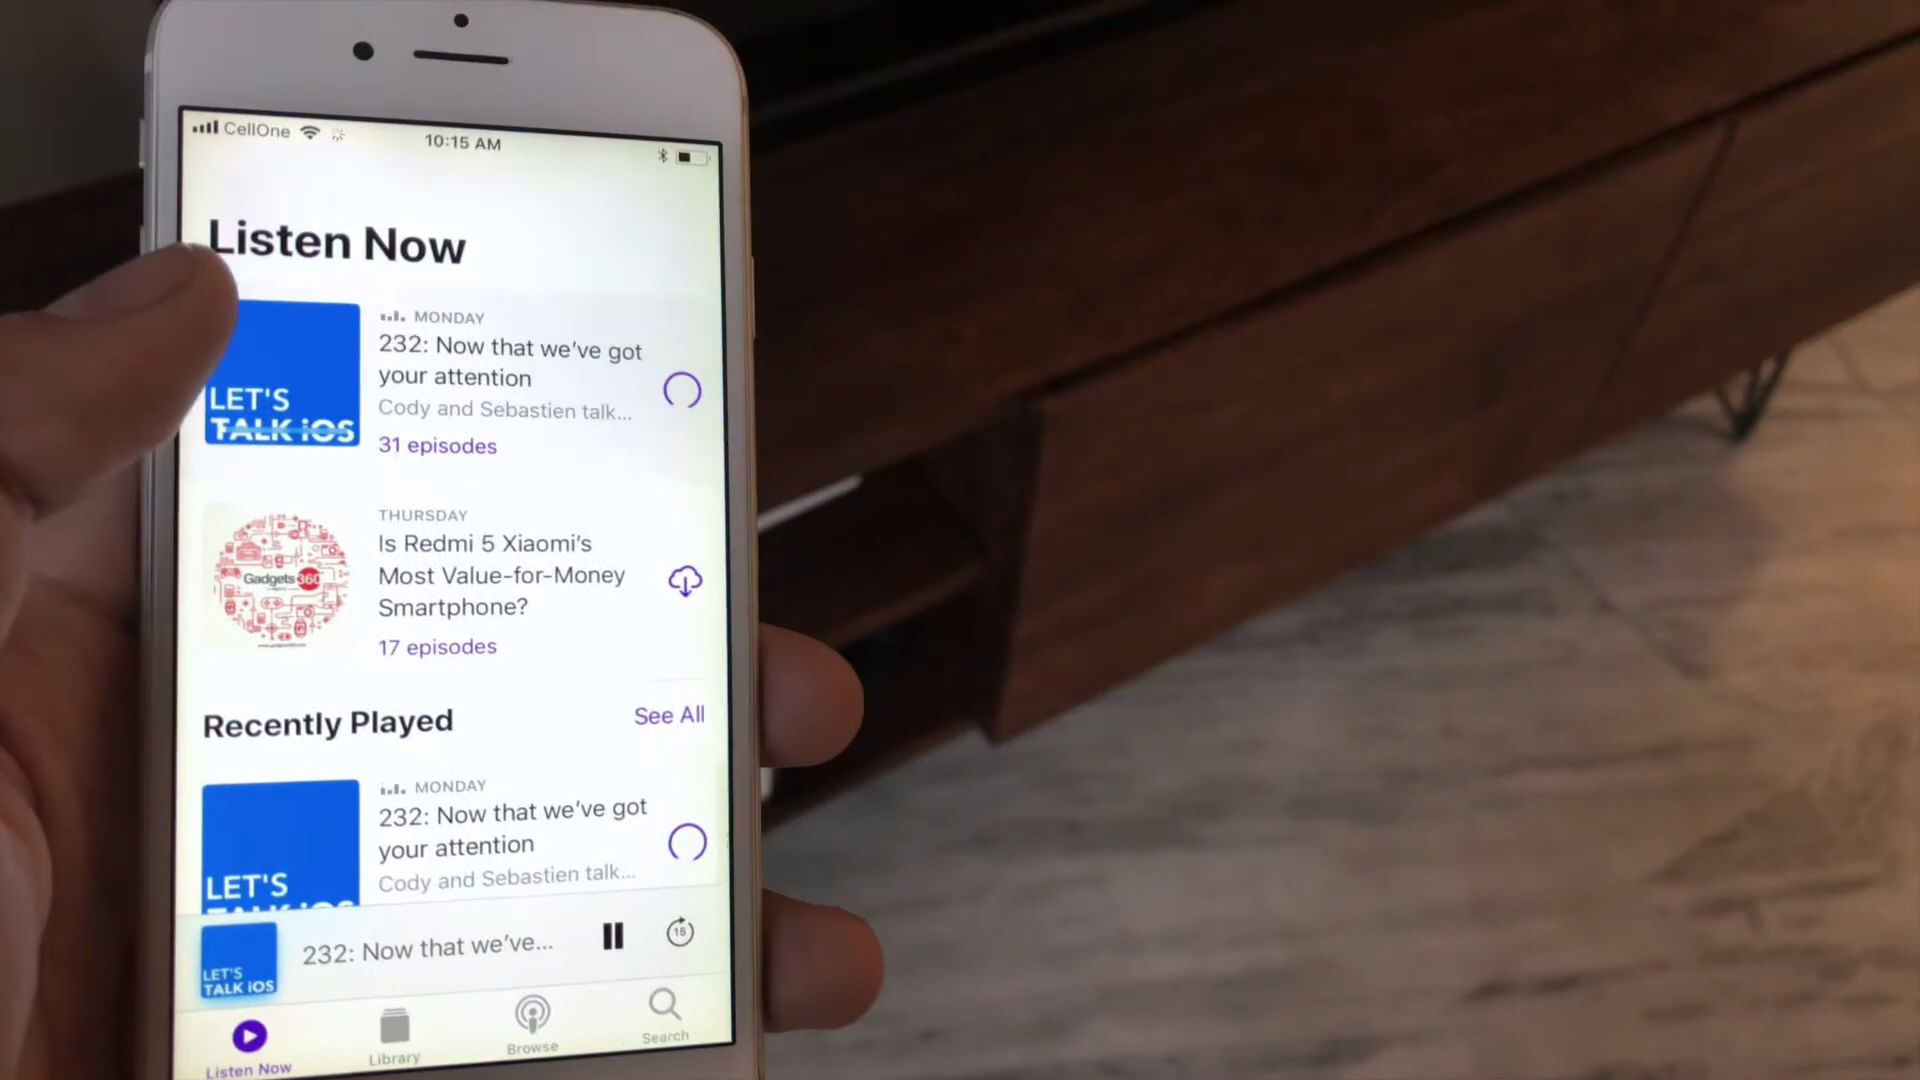 CellOne
10:15 AM
Listen Now
MONDAY
232: Now that we've got
your attention
Cody and Sebastien talk...
31 episodes
LET'S
TALK iOS
THURSDAY
Is Redmi 5 Xiaomi's
Most Value-for-Money
Smartphone?
17 episodes
Gadgets 360
Recently Played
See All
MONDAY
232: Now that we've got
your attention
Cody and Sebastien talk...
LET'S
TALK iOS
LET'S
TALK iOS
232: Now that we've...
15
Listen Now
Library
Browse
Search